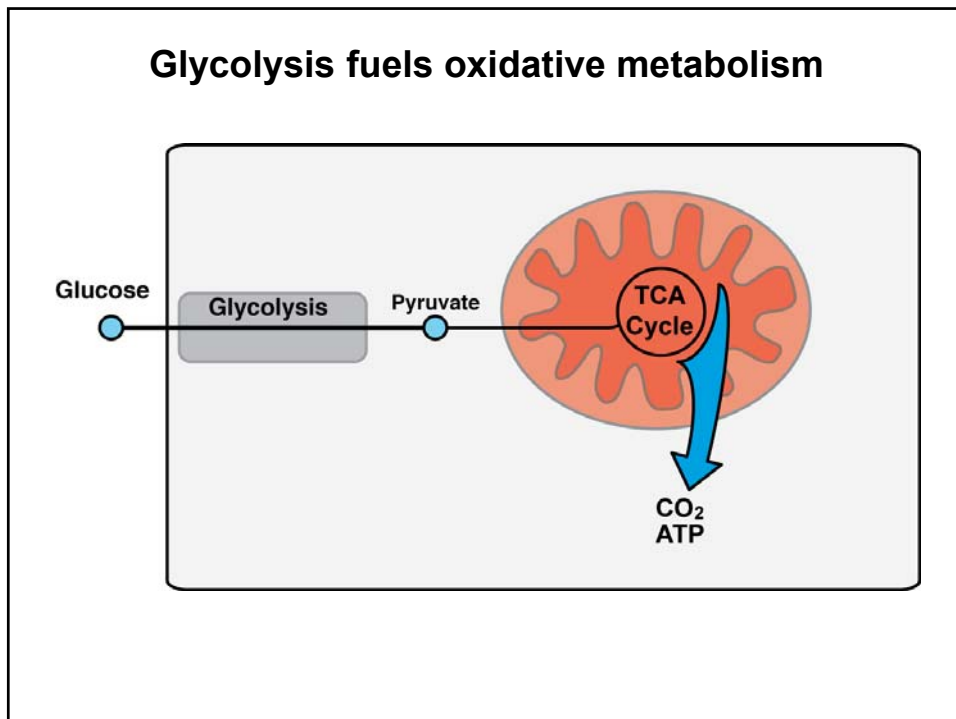 Glycolysis fuels oxidative metabolism
Glucose
Glycolysis
Pyruvate
TCA
Cycle
CO₂
ATP